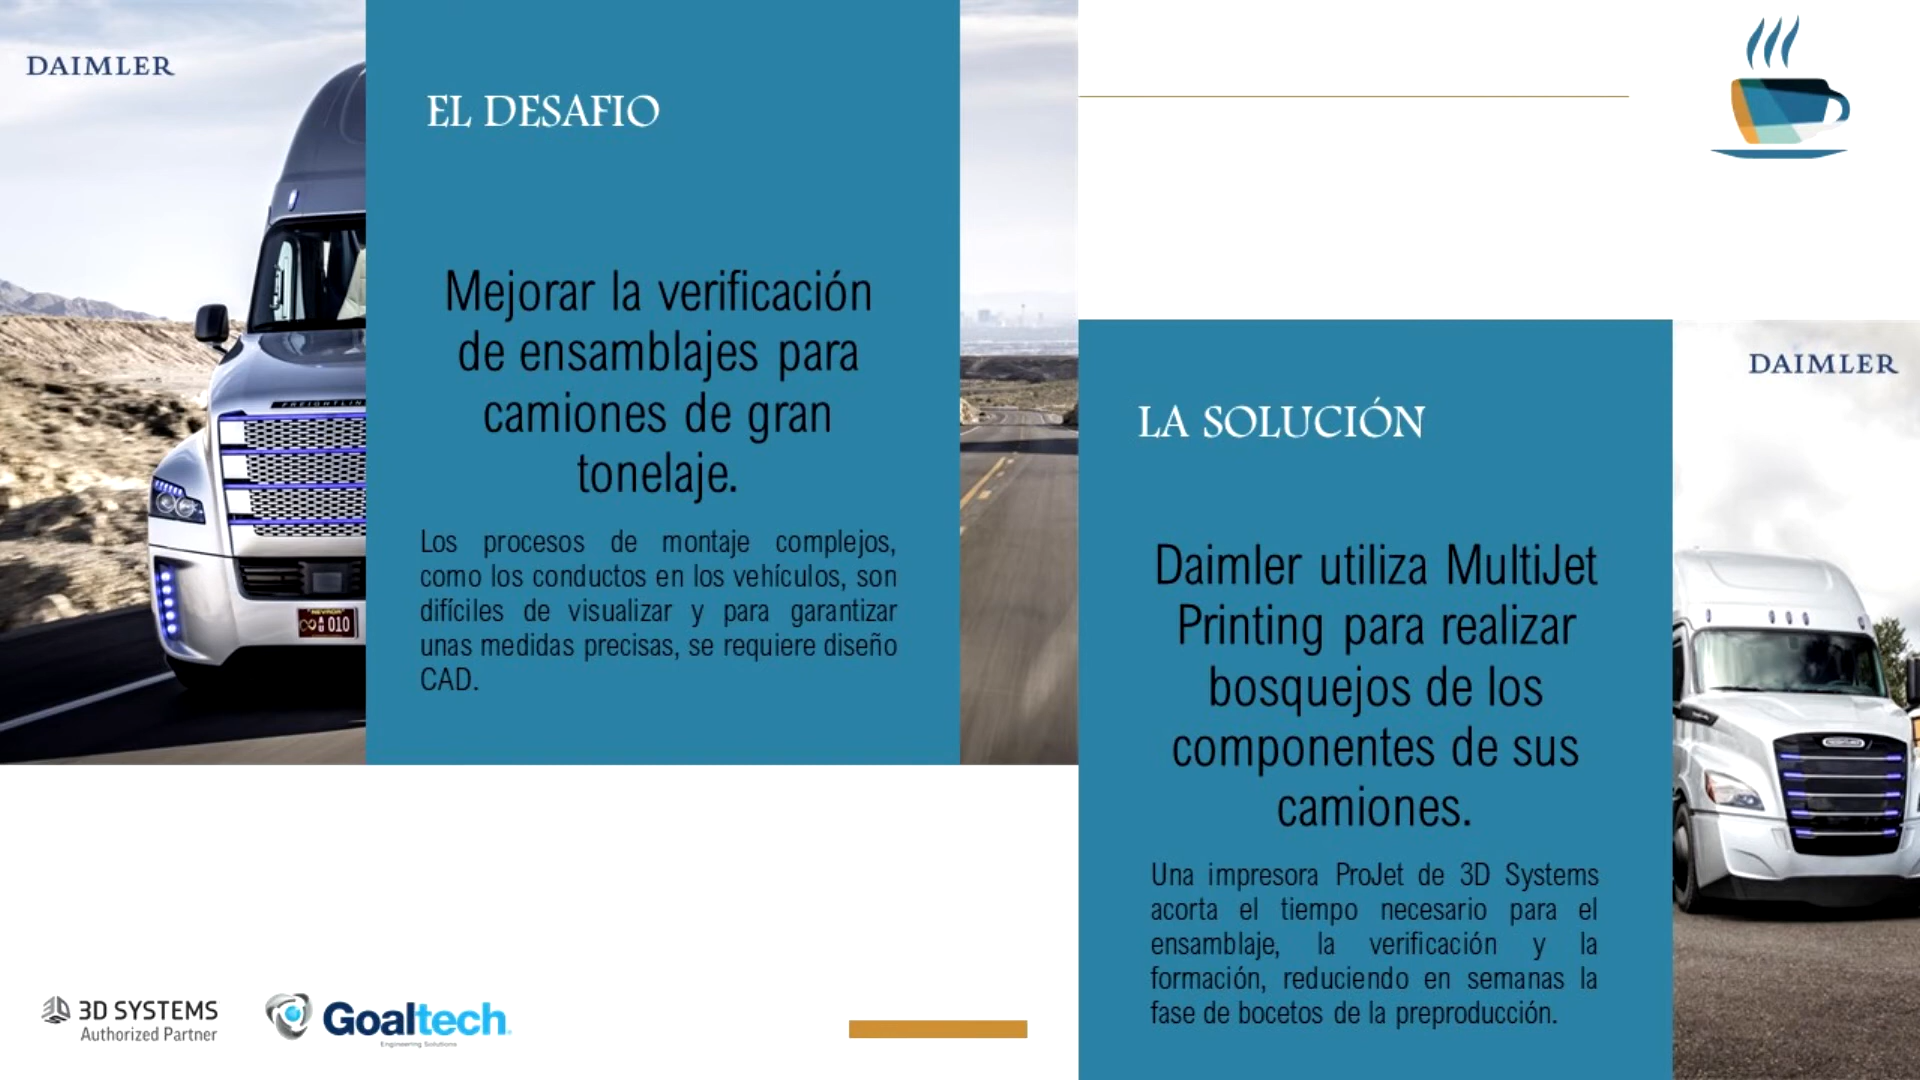 DAIMLER
EL DESAFIO
Mejorar la verificación
de ensamblajes para
camiones de gran
tonelaje.
Los procesos de montaje complejos,
como los conductos en los vehículos, son
difíciles de visualizar y para garantizar
unas medidas precisas, se requiere diseño
CAD.
FREIGHTLIN
NEVADA
010
DAIMLER
LA SOLUCIÓN
Daimler utiliza MultiJet
Printing para realizar
bosquejos de los
componentes de sus
camiones.
Una impresora ProJet de 3D Systems
acorta el tiempo necesario para el
ensamblaje, la verificación y la
formación, reduciendo en semanas la
fase de bocetos de la preproducción.
3D SYSTEMS
Authorized Partner
Goaltech
Engineering Solutions